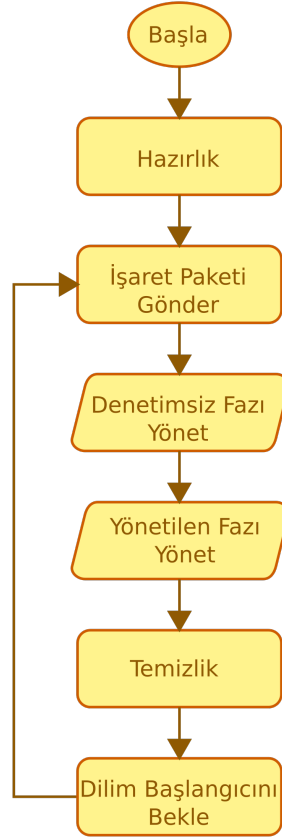 Başla
Hazırlık
İşaret Paketi
Gönder
Denetimsiz Fazı
Yönet
Yönetilen Fazı
Yönet
Temizlik
Dilim Başlangıcını
Bekle